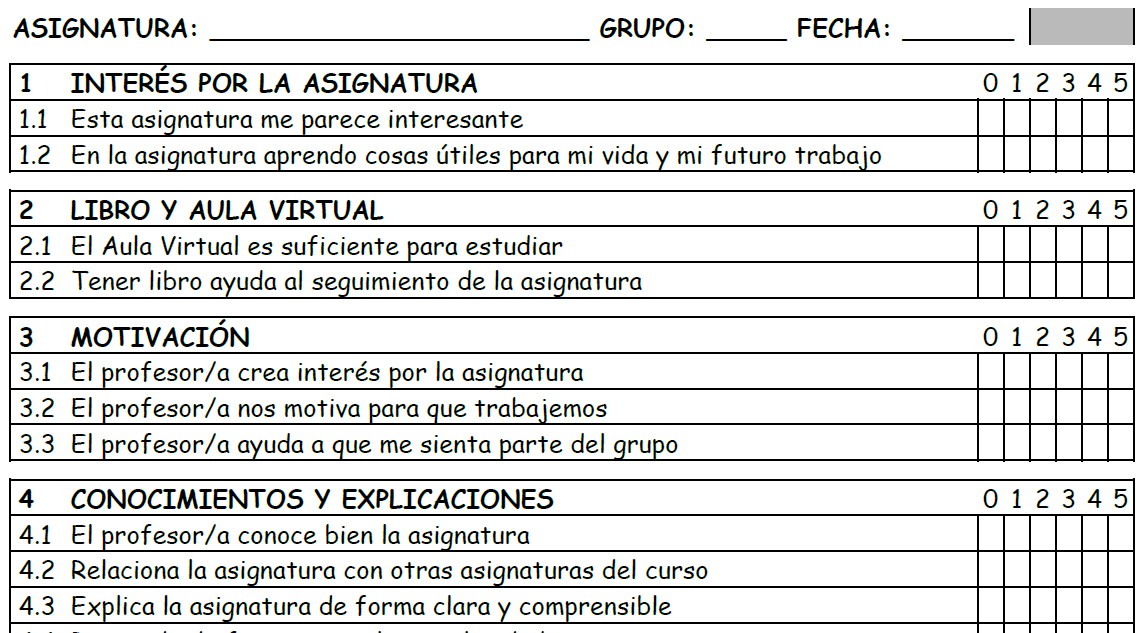 ASIGNATURA: ____________________________ GRUPO: ______ FECHA: ________
1 INTERÉS POR LA ASIGNATURA 0 1 2 3 4 5
1.1 Esta asignatura me parece interesante
1.2 En la asignatura aprendo cosas útiles para mi vida y mi futuro trabajo
2 LIBRO Y AULA VIRTUAL 0 1 2 3 4 5
2.1 El Aula Virtual es suficiente para estudiar
2.2 Tener libro ayuda al seguimiento de la asignatura
3 MOTIVACIÓN 0 1 2 3 4 5
3.1 El profesor/a crea interés por la asignatura
3.2 El profesor/a nos motiva para que trabajemos
3.3 El profesor/a ayuda a que me sienta parte del grupo
4 CONOCIMIENTOS Y EXPLICACIONES 0 1 2 3 4 5
4.1 El profesor/a conoce bien la asignatura
4.2 Relaciona la asignatura con otras asignaturas del curso
4.3 Explica la asignatura de forma clara y comprensible